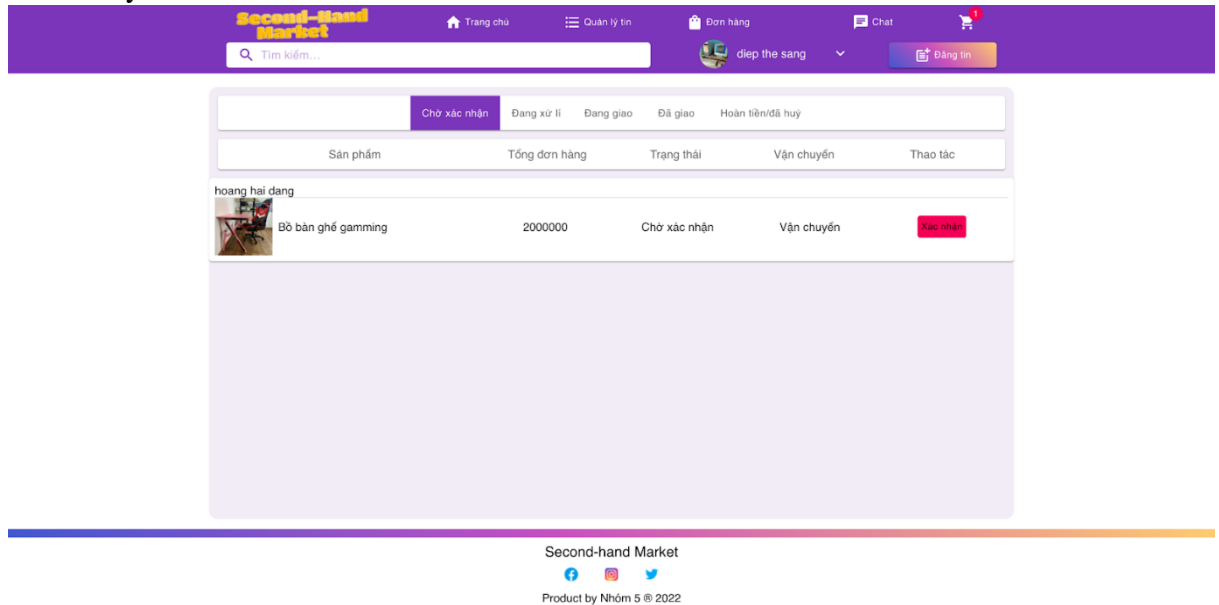 Second-Hand
Market
Trang chủ
Quản lý tin
Đơn hàng
Chat
1
Tìm kiếm...
diep the sang
Đăng tin
Chờ xác nhận
Đang xử lí
Đang giao
Đã giao
Hoàn tiền/đã huỷ
Sản phẩm
Tổng đơn hàng
Trạng thái
Vận chuyển
Thao tác
hoang hai dang
Bồ bàn ghế gamming
2000000
Chờ xác nhận
Vận chuyển
Xác nhận
Second-hand Market
Product by Nhóm 5 ® 2022